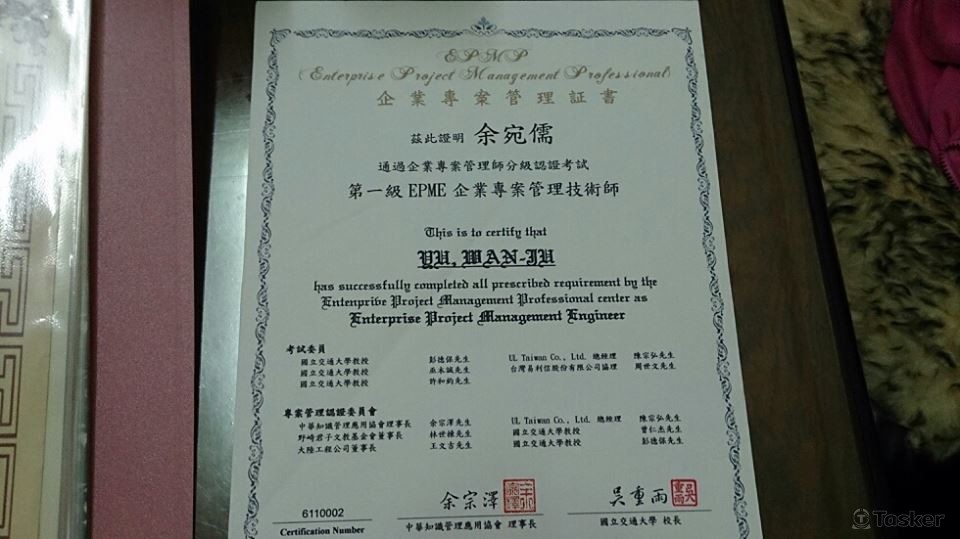 EPMP
(Enterprise Project Management Professional)
企業專案管理証書
茲此證明 余宛儒
通過企業專案管理師分級認證考試
第一級 EPME 企業專案管理技術師
This is to certify that
YU, WAN-JU
has successfully completed all prescribed requirement by the
Entenprive Project Management Professional center as
Enterprise Project Management Engineer
考試委員
國立交通大學教授 彭德保先生 UL Taiwan Co., Ltd. 總經理 陳宗弘先生
國立交通大學教授 巫木誠先生 台灣易利信股份有限公司協理 周世文先生
國立交通大學教授 許和鈞先生
專案管理認證委員會
中華知識管理應用協會理事長 余宗澤先生 UL Taiwan Co., Ltd. 總經理 陳宗弘先生
野崎君子文教基金會董事長 林世榛先生 國立交通大學教授 曾仁杰先生
大陸工程公司董事長 王文吉先生 國立交通大學教授 彭德保先生
6110002 余宗澤 吳重雨
Certification Number 中華知識管理應用協會 理事長 國立交通大學 校長
Tasker